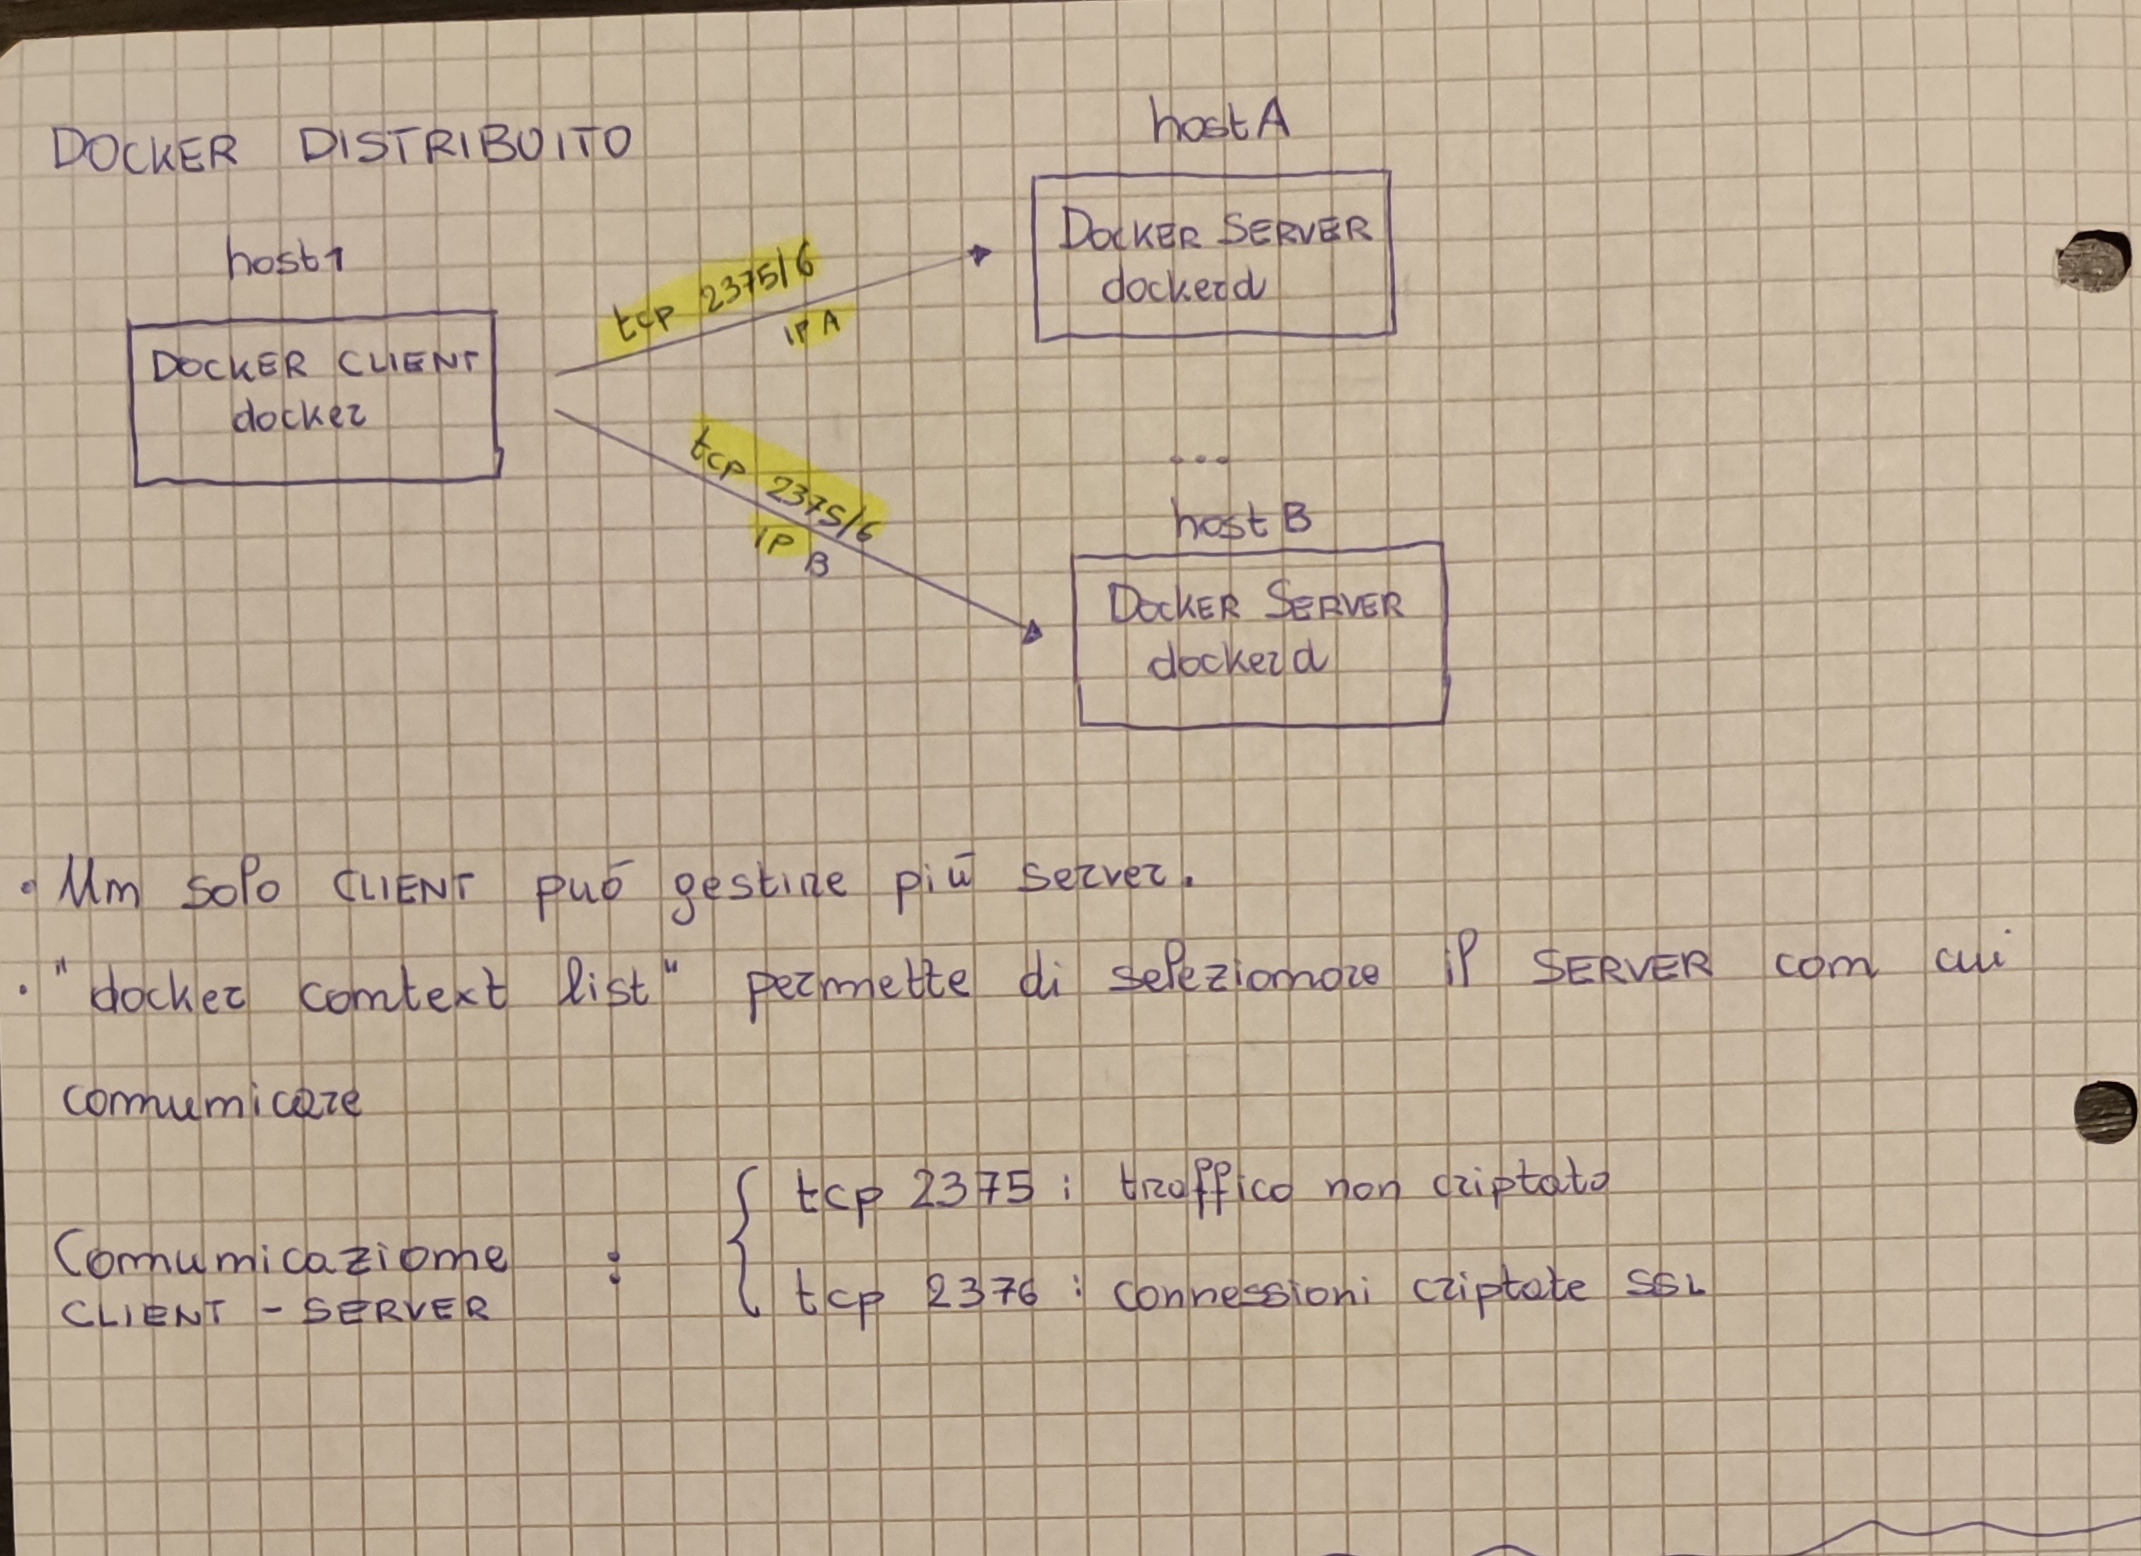 DOCKER DISTRIBUITO
host A
DOCKER SERVER
dockerd
host 1
DOCKER CLIENT
docker
tcp 2375/6
IP A
tcp 2375/6
IP B
...
host B
DOCKER SERVER
dockerd
• Un solo CLIENT può gestire più server.
• "docker context list" permette di selezionare il SERVER con cui
comunicare
Comunicazione :
CLIENT - SERVER
tcp 2375 : traffico non criptato
tcp 2376 : connessioni criptate SSL